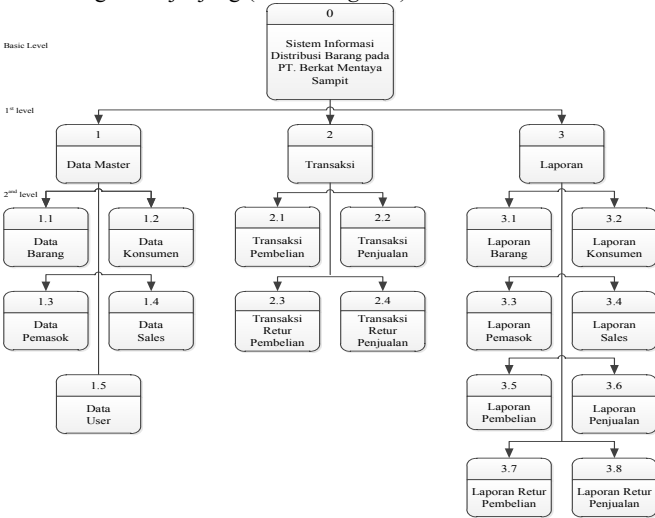 0
Sistem Informasi
Distribusi Barang pada
PT. Berkat Mentaya
Sampit
Basic Level
1st level
1
Data Master
2
Transaksi
3
Laporan
2and level
1.1
Data
Barang
1.2
Data
Konsumen
2.1
Transaksi
Pembelian
2.2
Transaksi
Penjualan
3.1
Laporan
Barang
3.2
Laporan
Konsumen
1.3
Data
Pemasok
1.4
Data
Sales
2.3
Transaksi
Retur
Pembelian
2.4
Transaksi
Retur
Penjualan
3.3
Laporan
Pemasok
3.4
Laporan
Sales
1.5
Data
User
3.5
Laporan
Pembelian
3.6
Laporan
Penjualan
3.7
Laporan Retur
Pembelian
3.8
Laporan Retur
Penjualan